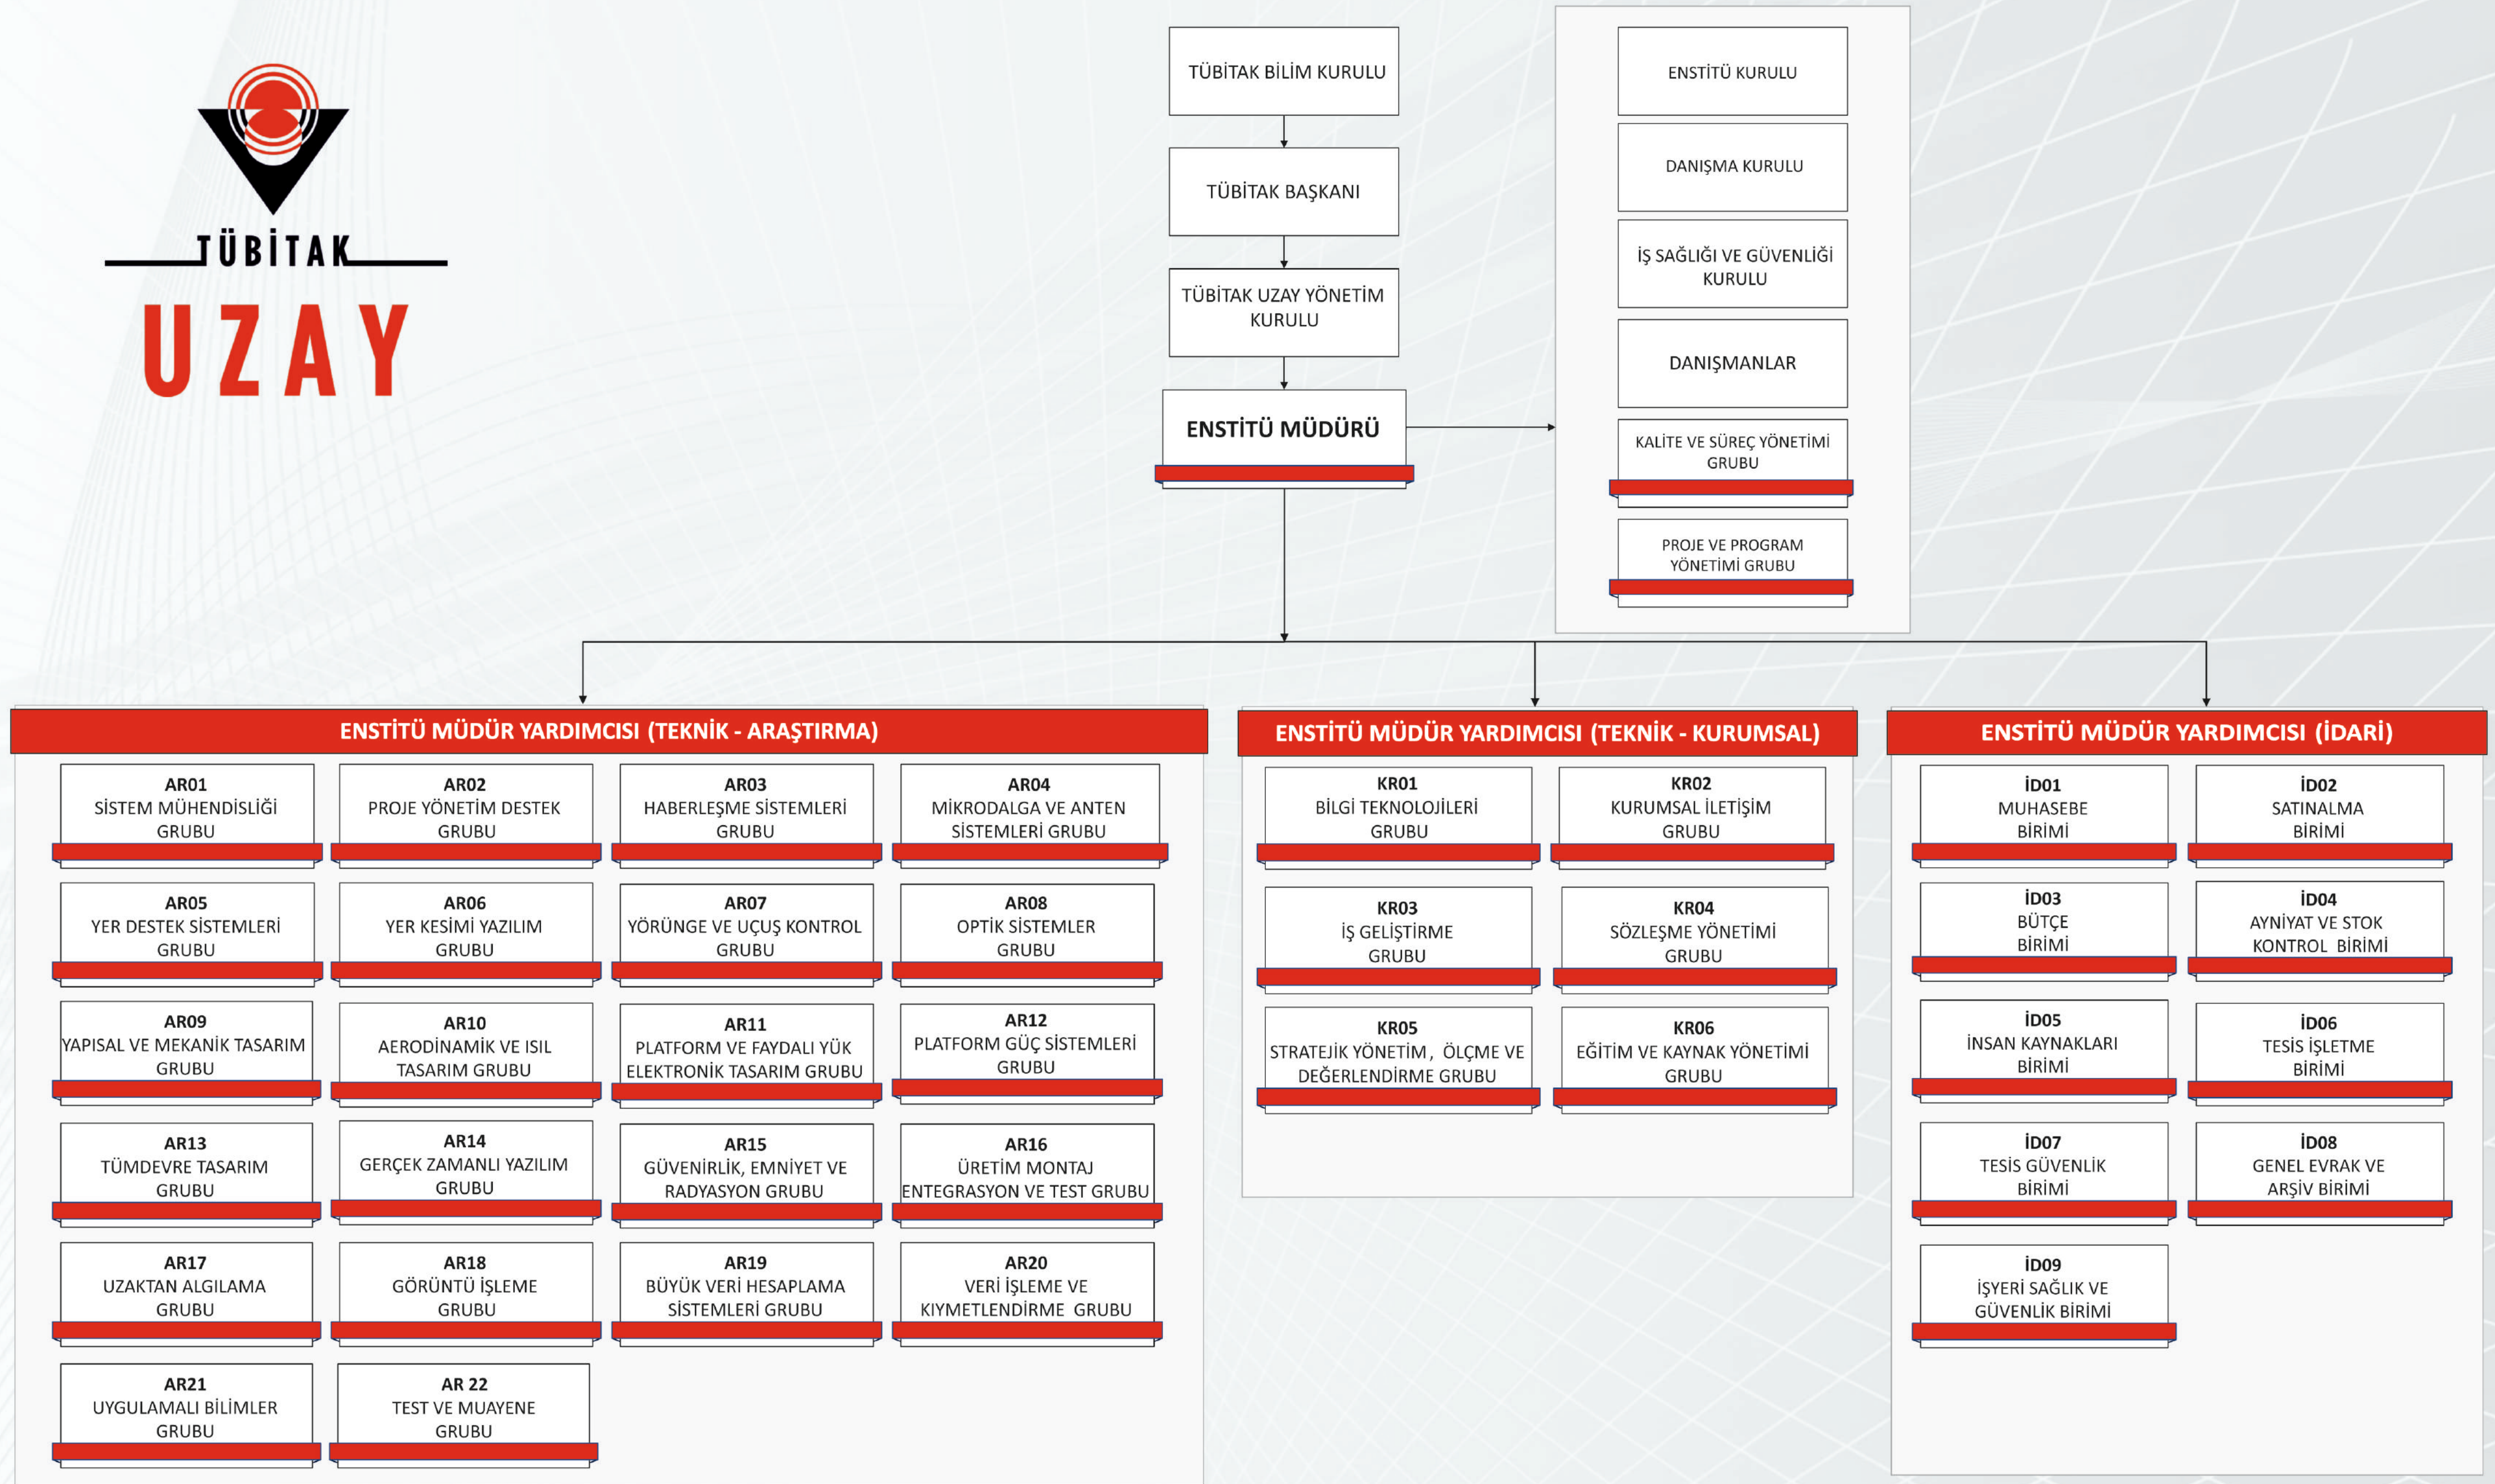 TÜBİTAK
UZAY
TÜBİTAK BİLİM KURULU
TÜBİTAK BAŞKANI
TÜBİTAK UZAY YÖNETİM
KURULU
ENSTİTÜ MÜDÜRÜ
ENSTİTÜ KURULU
DANIŞMA KURULU
İŞ SAĞLIĞI VE GÜVENLİĞİ
KURULU
DANIŞMANLAR
KALİTE VE SÜREÇ YÖNETİMİ
GRUBU
PROJE VE PROGRAM
YÖNETİMİ GRUBU
ENSTİTÜ MÜDÜR YARDIMCISI (TEKNİK - ARAŞTIRMA)
AR01
SİSTEM MÜHENDİSLİĞİ
GRUBU
AR02
PROJE YÖNETİM DESTEK
GRUBU
AR03
HABERLEŞME SİSTEMLERİ
GRUBU
AR04
MİKRODALGA VE ANTEN
SİSTEMLERİ GRUBU
AR05
YER DESTEK SİSTEMLERİ
GRUBU
AR06
YER KESİMİ YAZILIM
GRUBU
AR07
YÖRÜNGE VE UÇUŞ KONTROL
GRUBU
AR08
OPTİK SİSTEMLER
GRUBU
AR09
YAPISAL VE MEKANİK TASARIM
GRUBU
AR10
AERODİNAMİK VE ISIL
TASARIM GRUBU
AR11
PLATFORM VE FAYDALI YÜK
ELEKTRONİK TASARIM GRUBU
AR12
PLATFORM GÜÇ SİSTEMLERİ
GRUBU
AR13
TÜMDEVRE TASARIM
GRUBU
AR14
GERÇEK ZAMANLI YAZILIM
GRUBU
AR15
GÜVENİRLİK, EMNİYET VE
RADYASYON GRUBU
AR16
ÜRETİM MONTAJ
ENTEGRASYON VE TEST GRUBU
AR17
UZAKTAN ALGILAMA
GRUBU
AR18
GÖRÜNTÜ İŞLEME
GRUBU
AR19
BÜYÜK VERİ HESAPLAMA
SİSTEMLERİ GRUBU
AR20
VERİ İŞLEME VE
KIYMETLENDİRME GRUBU
AR21
UYGULAMALI BİLİMLER
GRUBU
AR 22
TEST VE MUAYENE
GRUBU
ENSTİTÜ MÜDÜR YARDIMCISI (TEKNİK - KURUMSAL)
KR01
BİLGİ TEKNOLOJİLERİ
GRUBU
KR02
KURUMSAL İLETİŞİM
GRUBU
KR03
İŞ GELİŞTİRME
GRUBU
KR04
SÖZLEŞME YÖNETİMİ
GRUBU
KR05
STRATEJİK YÖNETİM, ÖLÇME VE
DEĞERLENDİRME GRUBU
KR06
EĞİTİM VE KAYNAK YÖNETİMİ
GRUBU
ENSTİTÜ MÜDÜR YARDIMCISI (İDARİ)
İD01
MUHASEBE
BİRİMİ
İD02
SATINALMA
BİRİMİ
İD03
BÜTÇE
BİRİMİ
İD04
AYNİYAT VE STOK
KONTROL BİRİMİ
İD05
İNSAN KAYNAKLARI
BİRİMİ
İD06
TESİS İŞLETME
BİRİMİ
İD07
TESİS GÜVENLİK
BİRİMİ
İD08
GENEL EVRAK VE
ARŞİV BİRİMİ
İD09
İŞYERİ SAĞLIK VE
GÜVENLİK BİRİMİ